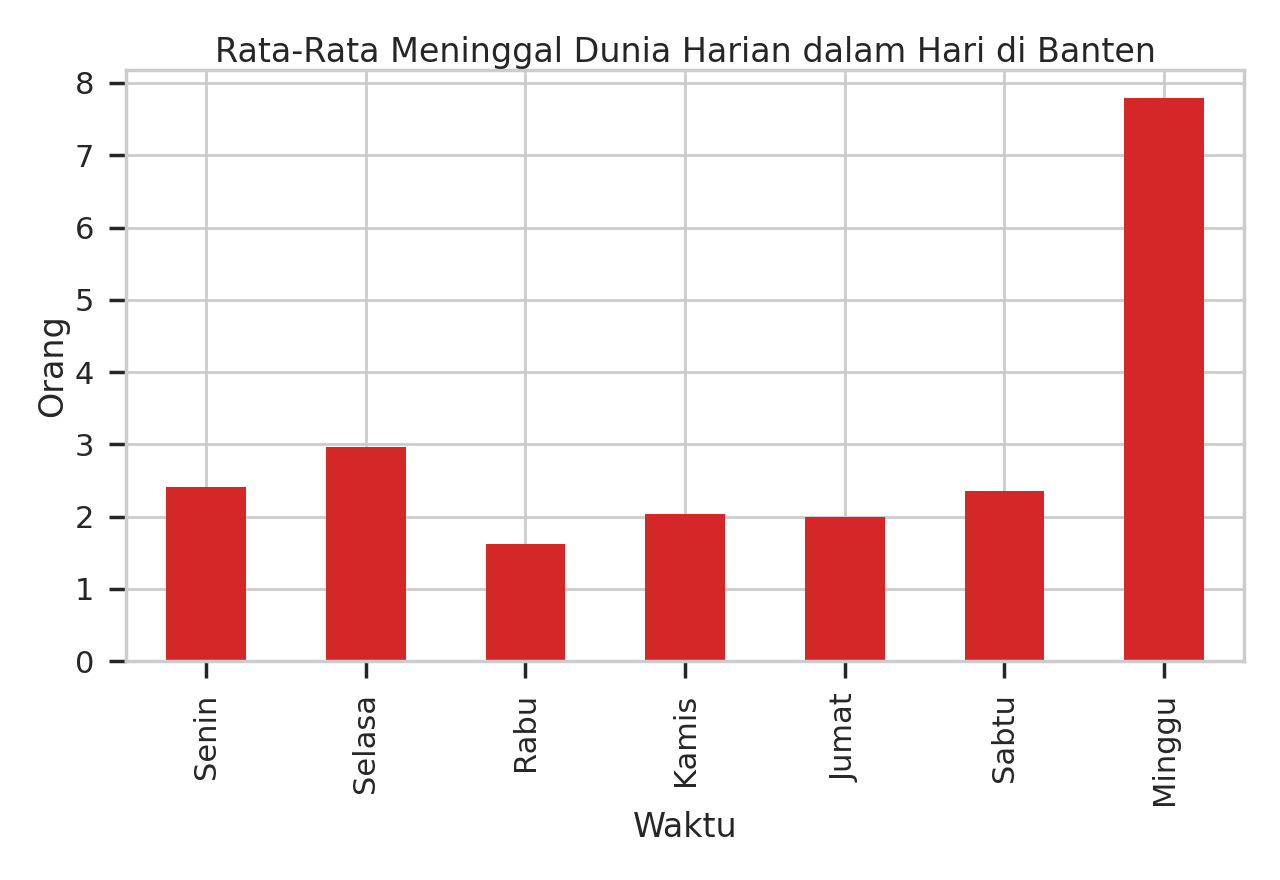 Rata-Rata Meninggal Dunia Harian dalam Hari di Banten
8
7
6
5
4
3
2
1
0
Orang
Senin
Selasa
Rabu
Kamis
Jumat
Sabtu
Minggu
Waktu